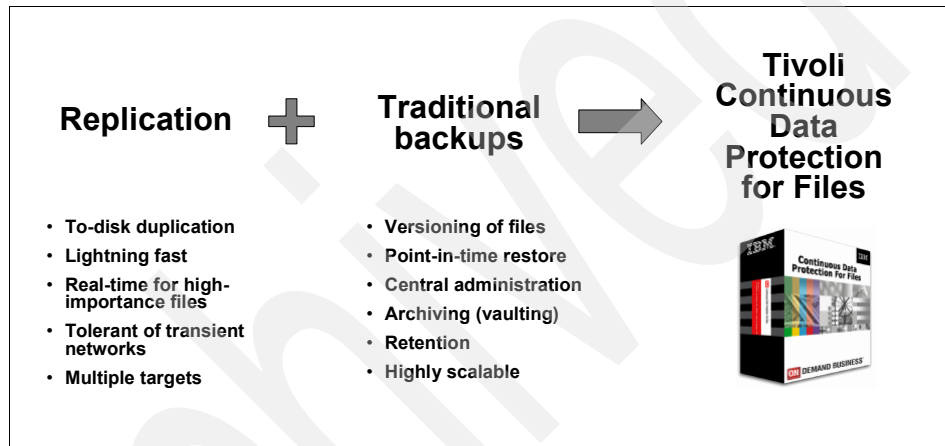 Replication
Traditional
backups
Tivoli
Continuous
Data
Protection
for Files
• To-disk duplication
• Lightning fast
• Real-time for high-
importance files
• Tolerant of transient
networks
• Multiple targets
• Versioning of files
• Point-in-time restore
• Central administration
• Archiving (vaulting)
• Retention
• Highly scalable
IBM
IBM
Continuous Data
Protection For Files
ON DEMAND BUSINESS